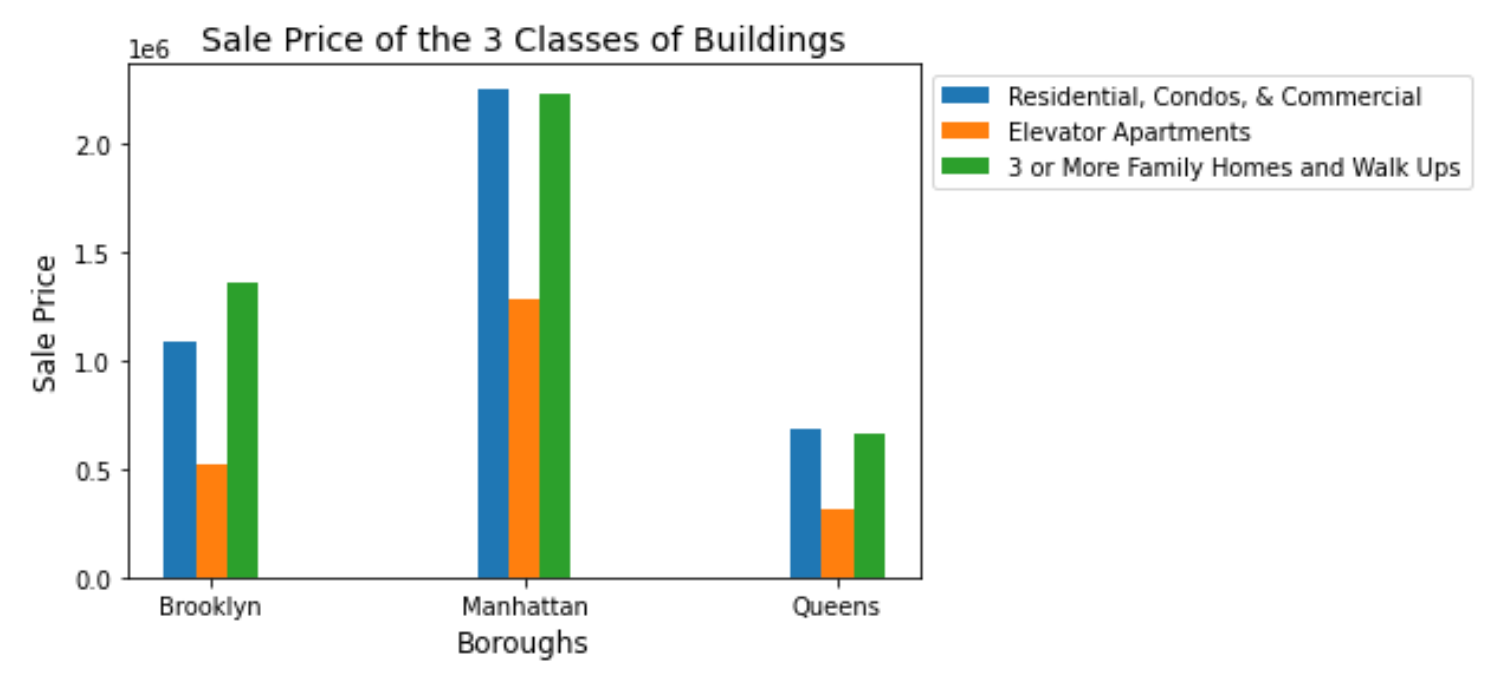 Sale Price of the 3 Classes of Buildings
1e6
Residential, Condos, & Commercial
Elevator Apartments
3 or More Family Homes and Walk Ups
2.0
1.5
1.0
0.5
0.0
Sale Price
Brooklyn
Manhattan
Queens
Boroughs